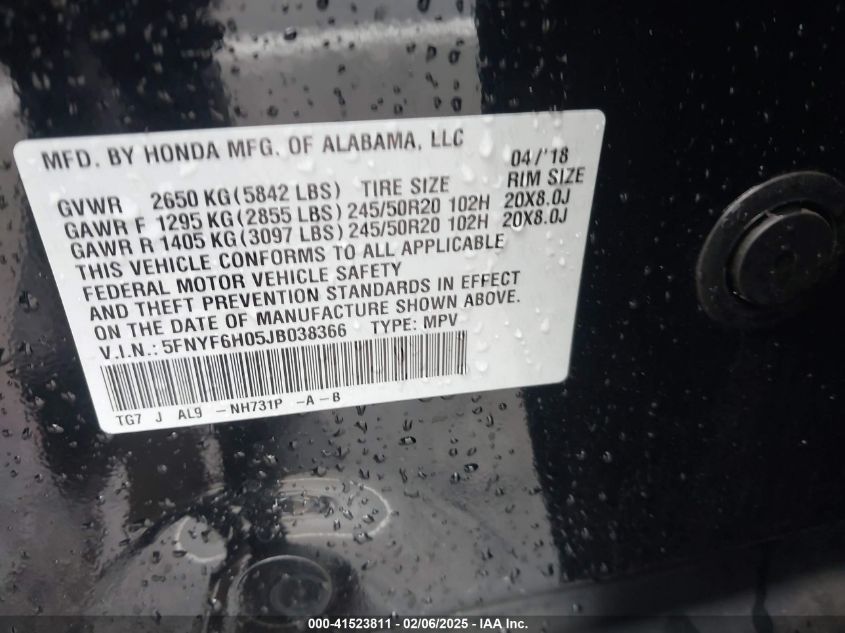 MFD. BY HONDA MFG. OF ALABAMA, LLC 04/'18
GVWR 2650 KG(5842 LBS) TIRE SIZE RIM SIZE
GAWR F 1295 KG(2855 LBS) 245/50R20 102H 20X8.0J
GAWR R 1405 KG(3097 LBS) 245/50R20 102H 20X8.0J
THIS VEHICLE CONFORMS TO ALL APPLICABLE
FEDERAL MOTOR VEHICLE SAFETY
AND THEFT PREVENTION STANDARDS IN EFFECT
ON THE DATE OF MANUFACTURE SHOWN ABOVE.
V.I.N.: 5FNYF6H05JB038366 TYPE: MPV
TG7 J AL9 -NH731P -A-B
000-41523811 - 02/06/2025 - IAA Inc.